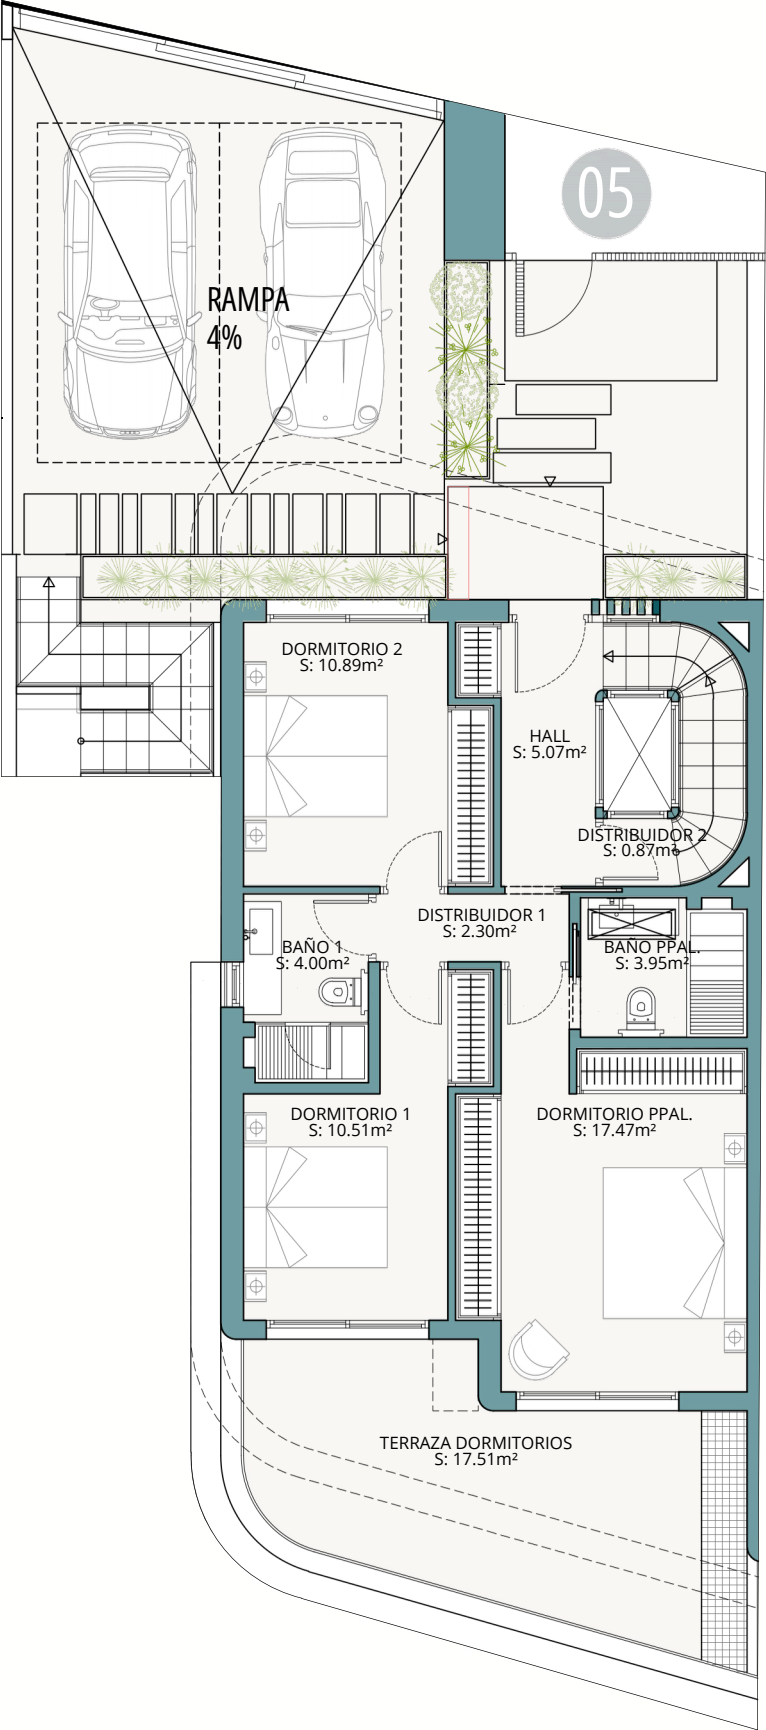 05
RAMPA
4%
DORMITORIO 2
S: 10.89m²
HALL
S: 5.07m²
DISTRIBUIDOR 2
S: 0.87m²
DISTRIBUIDOR 1
S: 2.30m²
BAÑO 1
S: 4.00m²
BAÑO PPAL.
S: 3.95m²
DORMITORIO 1
S: 10.51m²
DORMITORIO PPAL.
S: 17.47m²
TERRAZA DORMITORIOS
S: 17.51m²